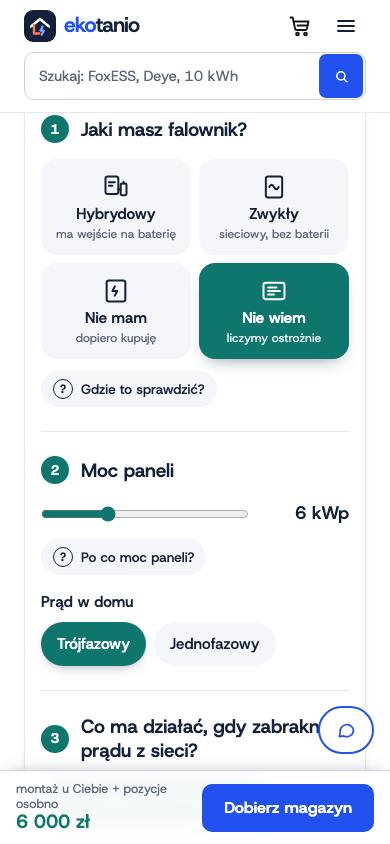 ekotanio
Szukaj: FoxESS, Deye, 10 kWh
1 Jaki masz falownik?
Hybrydowy
ma wejście na baterię
Zwykły
sieciowy, bez baterii
Nie mam
dopiero kupuję
Nie wiem
liczymy ostrożnie
? Gdzie to sprawdzić?
2 Moc paneli
6 kWp
? Po co moc paneli?
Prąd w domu
Trójfazowy
Jednofazowy
3 Co ma działać, gdy zabrakn
prądu z sieci?
montaż u Ciebie + pozycje
osobno
6 000 zł
Dobierz magazyn